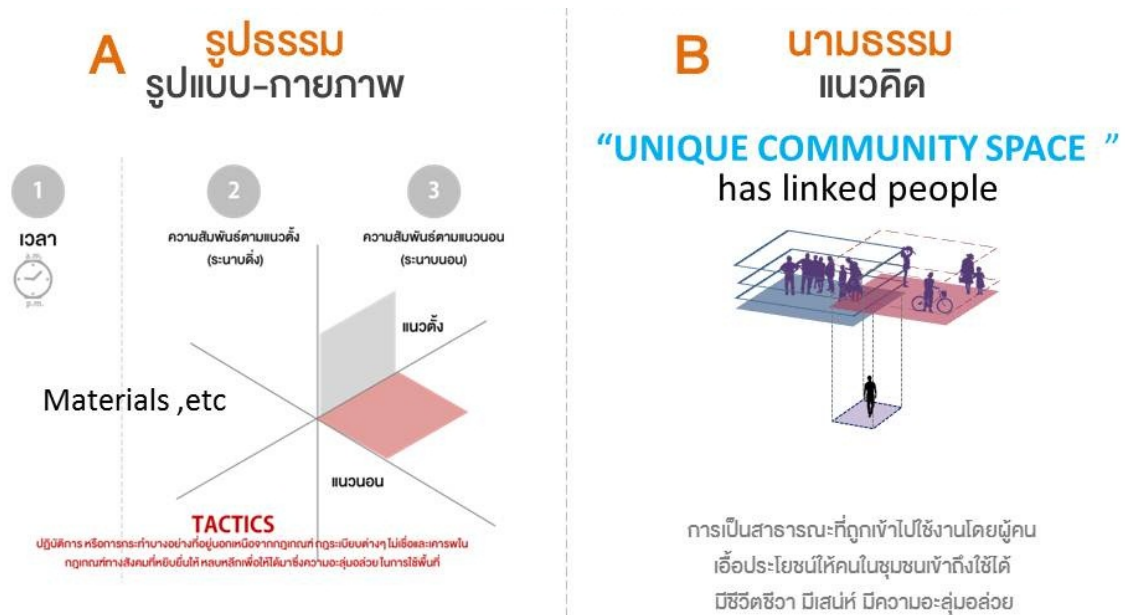 A
รูปธรรม
รูปแบบ-กายภาพ
1
เวลา
a.m.
p.m.
2
ความสัมพันธ์ตามแนวตั้ง
(ระนาบดิ่ง)
3
ความสัมพันธ์ตามแนวนอน
(ระนาบนอน)
แนวตั้ง
Materials ,etc
แนวนอน
TACTICS
ปฏิบัติการ หรือการกระทำบางอย่างที่อยู่นอกเหนือจากกฎเกณฑ์ กฎระเบียบต่างๆ ไม่เชื่อและเคารพใน
กฎเกณฑ์ทางสังคมที่หยิบยื่นให้ หลบหลีกเพื่อให้ได้มาซึ่งความอะลุ่มอล่วย ในการใช้พื้นที่
B
นามธรรม
แนวคิด
“UNIQUE COMMUNITY SPACE ”
has linked people
การเป็นสาธารณะที่ถูกเข้าไปใช้งานโดยผู้คน
เอื้อประโยชน์ให้คนในชุมชนเข้าถึงใช้ได้
มีชีวิตชีวา มีเสน่ห์ มีความอะลุ่มอล่วย